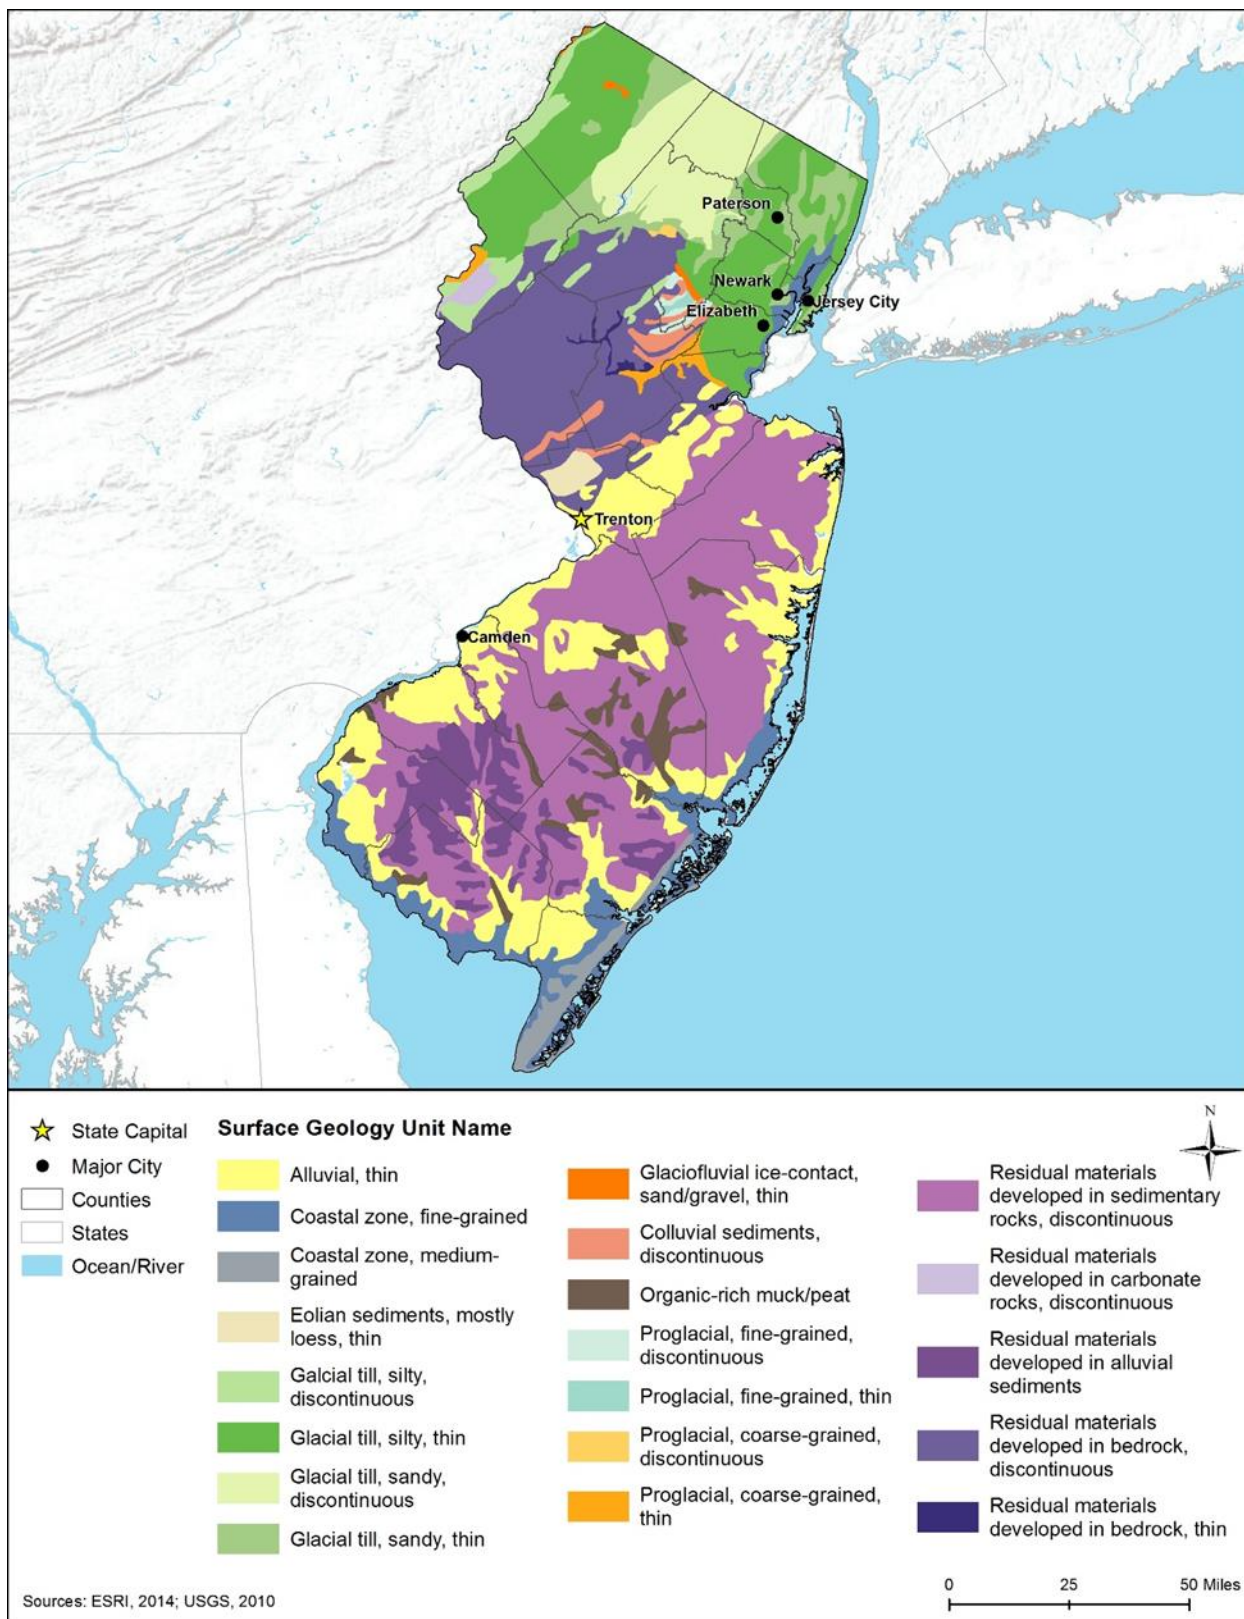 Paterson
Newark
Jersey City
Elizabeth
Trenton
Camden
State Capital
Major City
Counties
States
Ocean/River
Surface Geology Unit Name
Alluvial, thin
Coastal zone, fine-grained
Coastal zone, medium-
grained
Eolian sediments, mostly
loess, thin
Galcial till, silty,
discontinuous
Glacial till, silty, thin
Glacial till, sandy,
discontinuous
Glacial till, sandy, thin
Glaciofluvial ice-contact,
sand/gravel, thin
Colluvial sediments,
discontinuous
Organic-rich muck/peat
Proglacial, fine-grained,
discontinuous
Proglacial, fine-grained, thin
Proglacial, coarse-grained,
discontinuous
Proglacial, coarse-grained,
thin
N
Residual materials
developed in sedimentary
rocks, discontinuous
Residual materials
developed in carbonate
rocks, discontinuous
Residual materials
developed in alluvial
sediments
Residual materials
developed in bedrock,
discontinuous
Residual materials
developed in bedrock, thin
Sources: ESRI, 2014; USGS, 2010
0 25 50 Miles